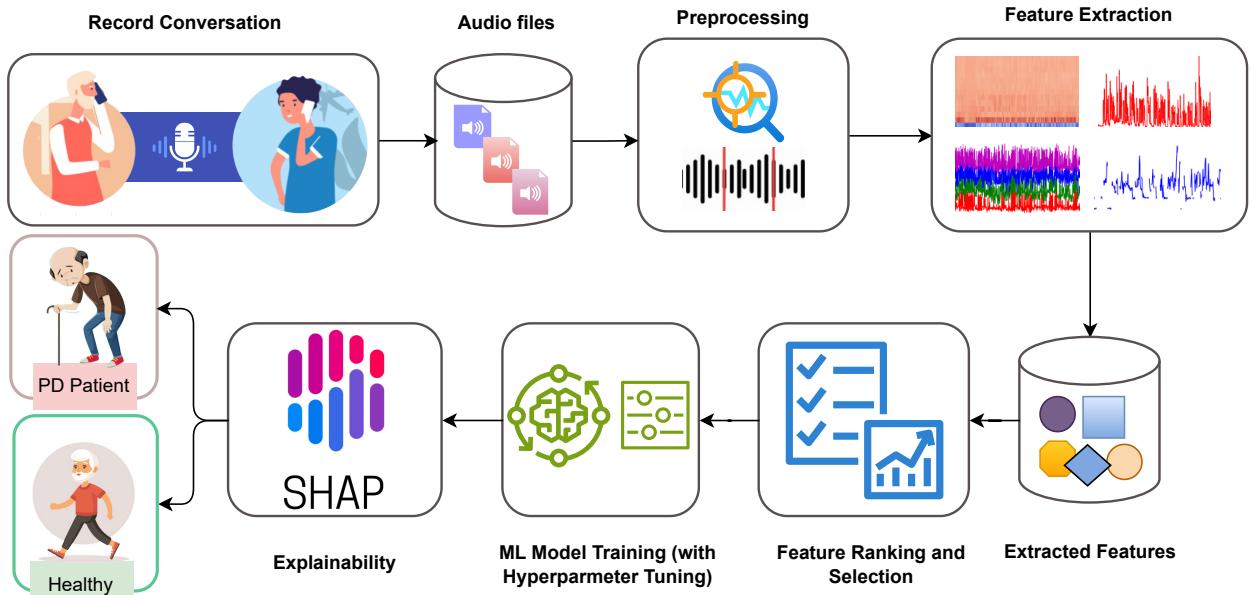 Record Conversation
Audio files
Preprocessing
Feature Extraction
PD Patient
Healthy
SHAP
Explainability
ML Model Training (with
Hyperparmeter Tuning)
Feature Ranking and
Selection
Extracted Features